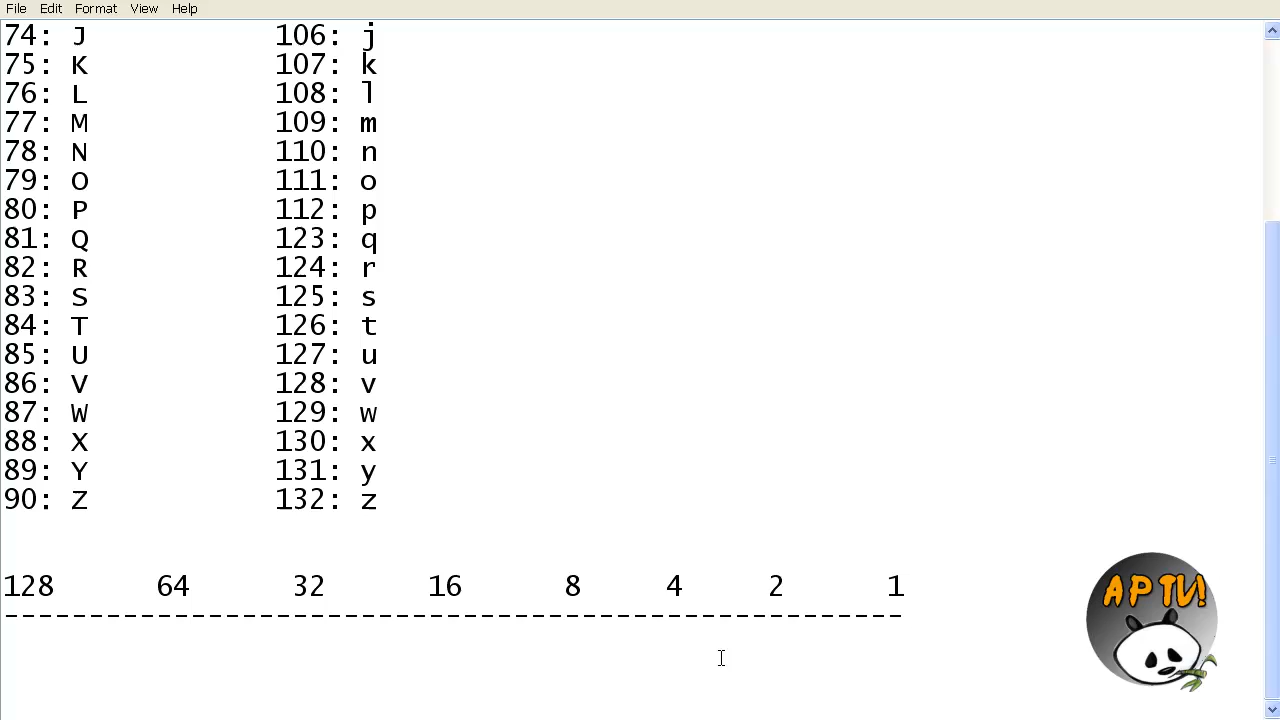 File Edit Format View Help
74: J 106: j
75: K 107: k
76: L 108: l
77: M 109: m
78: N 110: n
79: O 111: o
80: P 112: p
81: Q 123: q
82: R 124: r
83: S 125: s
84: T 126: t
85: U 127: u
86: V 128: v
87: W 129: w
88: X 130: x
89: Y 131: y
90: Z 132: z
128 64 32 16 8 4 2 1
-----------------------------------------------------
APTV!